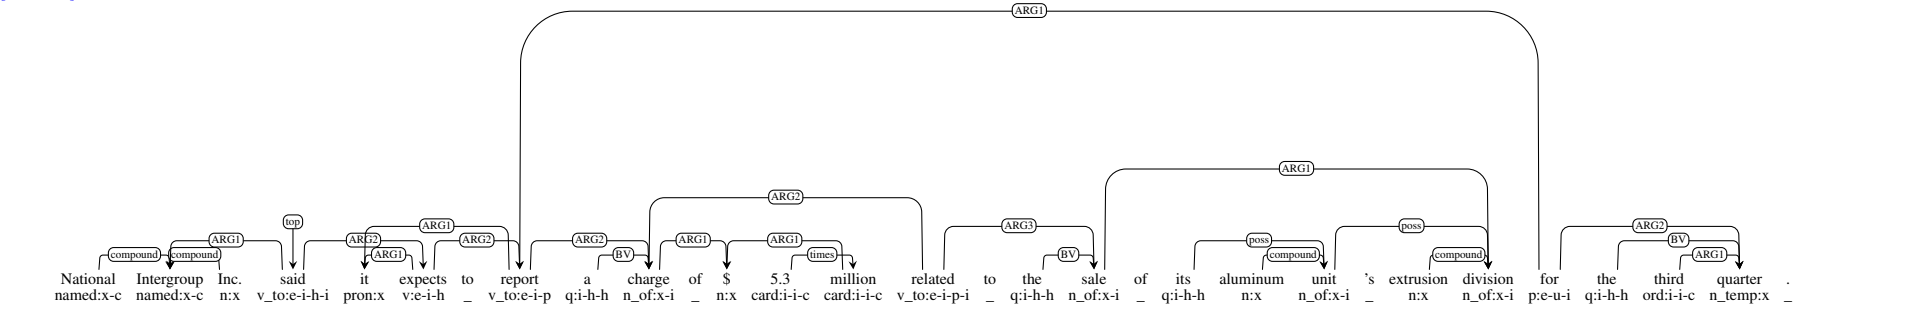 ARG1
ARG1
ARG2
top
ARG1 ARG3 poss ARG2
ARG1 ARG2 ARG2 ARG2 ARG1 ARG1 poss BV
compound compound ARG1 BV times BV compound compound ARG1
National Intergroup Inc. said it expects to report a charge of $ 5.3 million related to the sale of its aluminum unit 's extrusion division for the third quarter .
named:x-c named:x-c n:x v_to:e-i-h-i pron:x v:e-i-h _ v_to:e-i-p q:i-h-h n_of:x-i _ n:x card:i-i-c card:i-i-c v_to:e-i-p-i _ q:i-h-h n_of:x-i _ q:i-h-h n:x n_of:x-i _ n:x n_of:x-i p:e-u-i q:i-h-h ord:i-i-c n_temp:x _